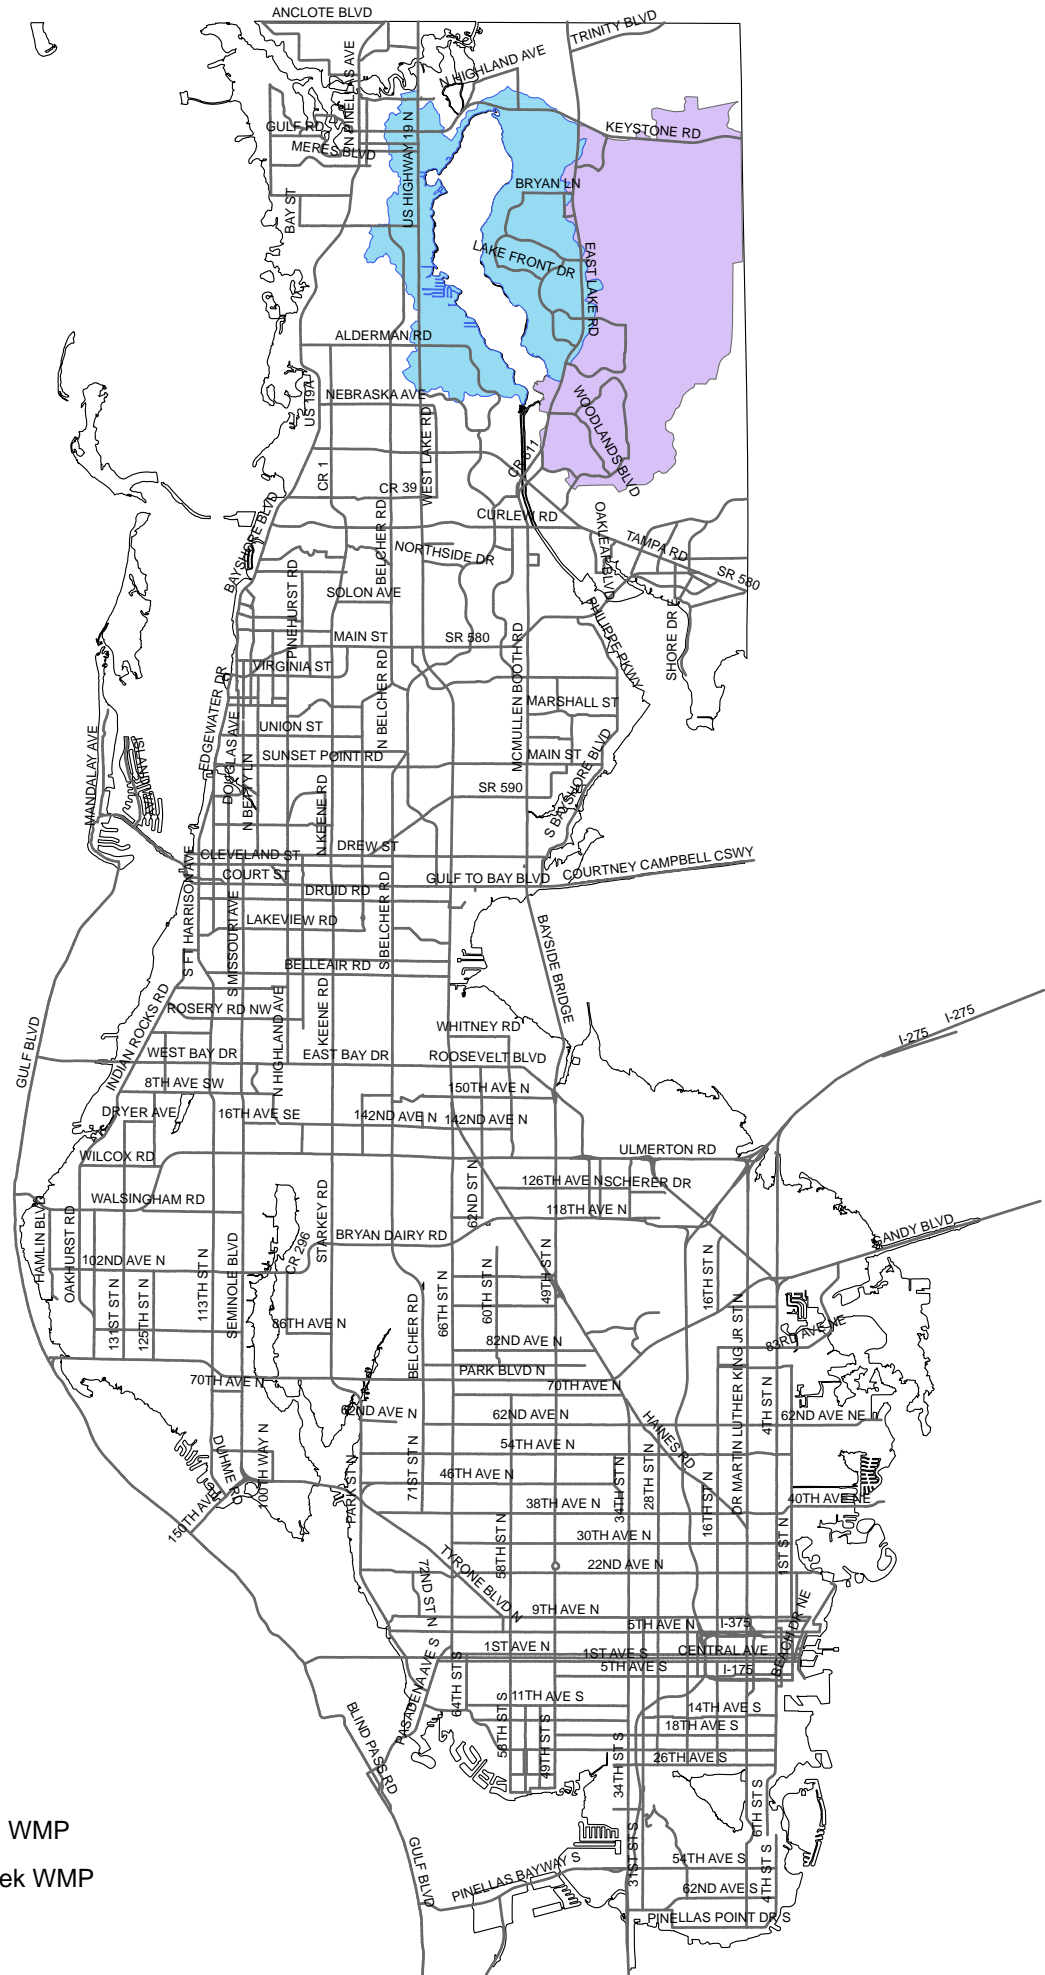 ANCLOTE BLVD
TRINITY BLVD
N HIGHLAND AVE
N PINELLAS AVE
US HIGHWAY 19 N
GULF RD
MERES BLVD
KEYSTONE RD
BRYAN LN
BAY ST
LAKE FRONT DR
EAST LAKE RD
ALDERMAN RD
US 19A
NEBRASKA AVE
WOODLANDS BLVD
WEST LAKE RD
CR 611
CR 1
CR 39
BAYSHORE BLVD
CURLEW RD
OAKLEAF BLVD
TAMPA RD
N BELCHER RD
NORTHSIDE DR
SR 580
PINEHURST RD
SOLON AVE
PHILIPPE PKWY
SHORE DR E
MAIN ST
SR 580
VIRGINIA ST
N BELCHER RD
MCMULLEN BOOTH RD
EDGEWATER DR
MARSHALL ST
DOUGLAS AVE
UNION ST
MANDALAY AVE
ISLAND WAY
SUNSET POINT RD
MAIN ST
N BETTY LN
SR 590
S BAYSHORE BLVD
N KEENE RD
DREW ST
CLEVELAND ST
COURT ST
GULF TO BAY BLVD
COURTNEY CAMPBELL CSWY
DRUID RD
S FT HARRISON AVE
S MISSOURI AVE
LAKEVIEW RD
S BELCHER RD
BAYSIDE BRIDGE
BELLEAIR RD
INDIAN ROCKS RD
ROSERY RD NW
N HIGHLAND AVE
KEENE RD
I-275
I-275
WHITNEY RD
GULF BLVD
WEST BAY DR
EAST BAY DR
ROOSEVELT BLVD
8TH AVE SW
150TH AVE N
DRYER AVE
16TH AVE SE
142ND AVE N
142ND AVE N
WILCOX RD
ULMERTON RD
126TH AVE N
SCHERER DR
WALSINGHAM RD
STARKEY RD
62ND ST N
118TH AVE N
HAMLIN BLVD
OAKHURST RD
BRYAN DAIRY RD
GANDY BLVD
102ND AVE N
CR 296
113TH ST N
SEMINOLE BLVD
131ST ST N
125TH ST N
86TH AVE N
BELCHER RD
66TH ST N
60TH ST N
49TH ST N
16TH ST N
82ND AVE N
83RD AVE NE
DR MARTIN LUTHER KING JR ST N
PARK BLVD N
70TH AVE N
70TH AVE N
62ND AVE N
62ND AVE N
4TH ST N
62ND AVE NE
HAINES RD
DUHME RD
100TH WAY N
54TH AVE N
46TH AVE N
71ST ST N
34TH ST N
28TH ST N
16TH ST N
150TH AVE
PARK ST N
38TH AVE N
40TH AVE NE
30TH AVE N
58TH ST N
22ND AVE N
1ST ST N
TYRONE BLVD N
72ND ST N
9TH AVE N
5TH AVE N
I-375
BEACH DR NE
1ST AVE N
1ST AVE S
CENTRAL AVE
5TH AVE S
I-175
PASADENA AVE S
64TH ST S
11TH AVE S
14TH AVE S
18TH AVE S
58TH ST S
49TH ST S
34TH ST S
26TH AVE S
BLIND PASS RD
6TH ST S
WMP
GULF BLVD
54TH AVE S
ek WMP
PINELLAS BAYWAY S
31ST ST S
62ND AVE S
4TH ST S
PINELLAS POINT DR S